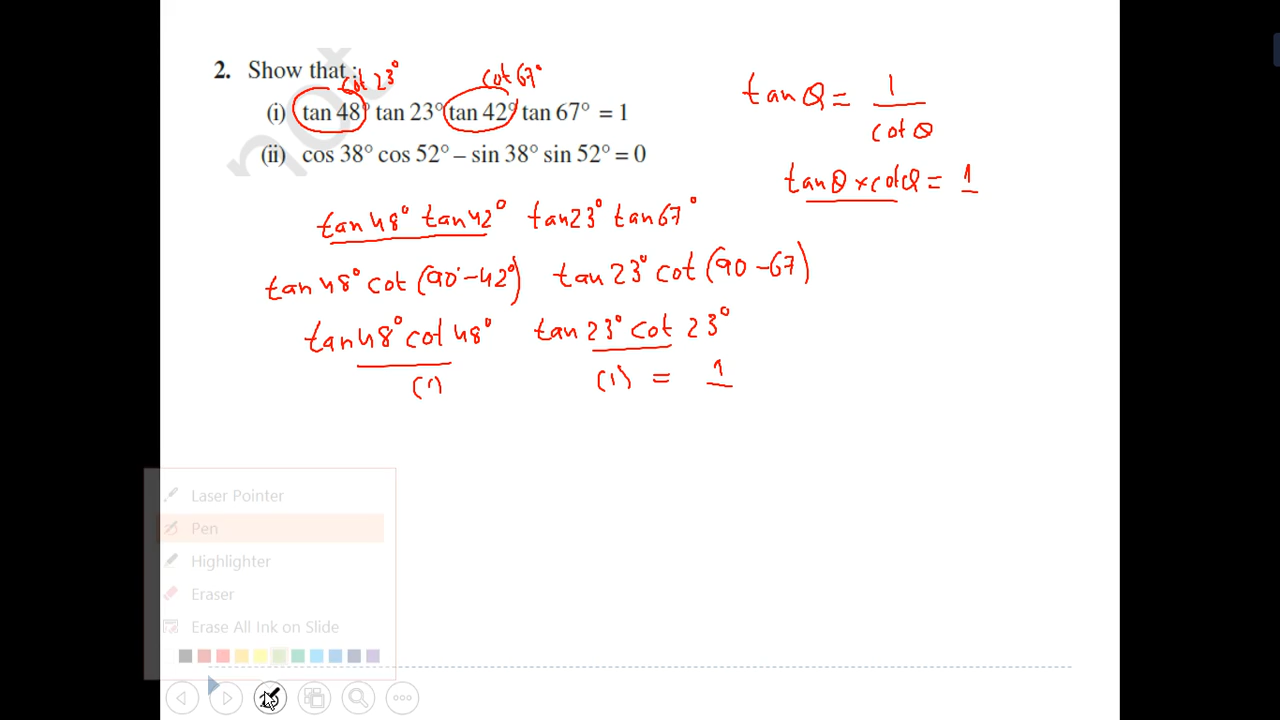 2. Show that :
cot 23° cot 67°
(i) tan 48° tan 23° tan 42° tan 67° = 1
(ii) cos 38° cos 52° – sin 38° sin 52° = 0
tan θ = 1/cot θ
tan θ × cot θ = 1
tan 48° tan 42° tan 23° tan 67°
tan 48° cot (90° - 42°) tan 23° cot (90 - 67)
tan 48° cot 48° tan 23° cot 23°
(1) (1) = 1
not
Laser Pointer
Pen
Highlighter
Eraser
Erase All Ink on Slide